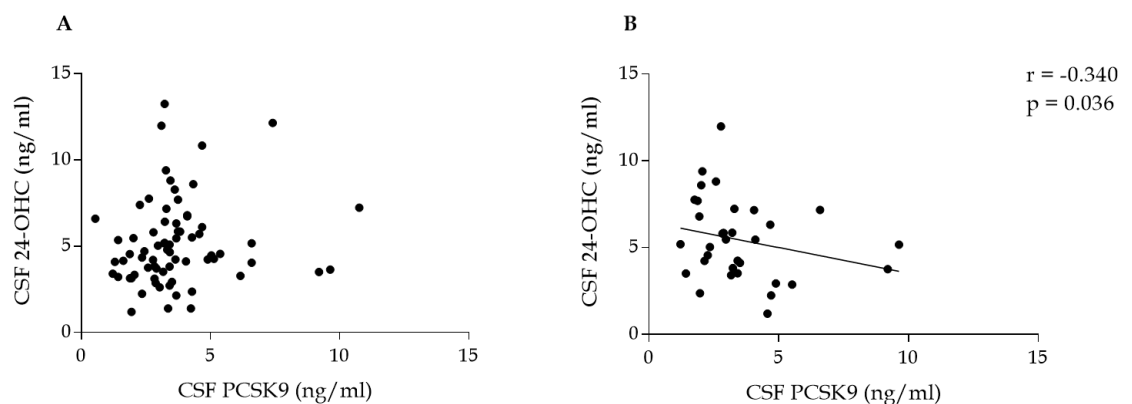 A
CSF 24-OHC (ng/ml)
15
10
5
0
0 5 10 15
CSF PCSK9 (ng/ml)
B
r = -0.340
p = 0.036
CSF 24-OHC (ng/ml)
15
10
5
0
0 5 10 15
CSF PCSK9 (ng/ml)